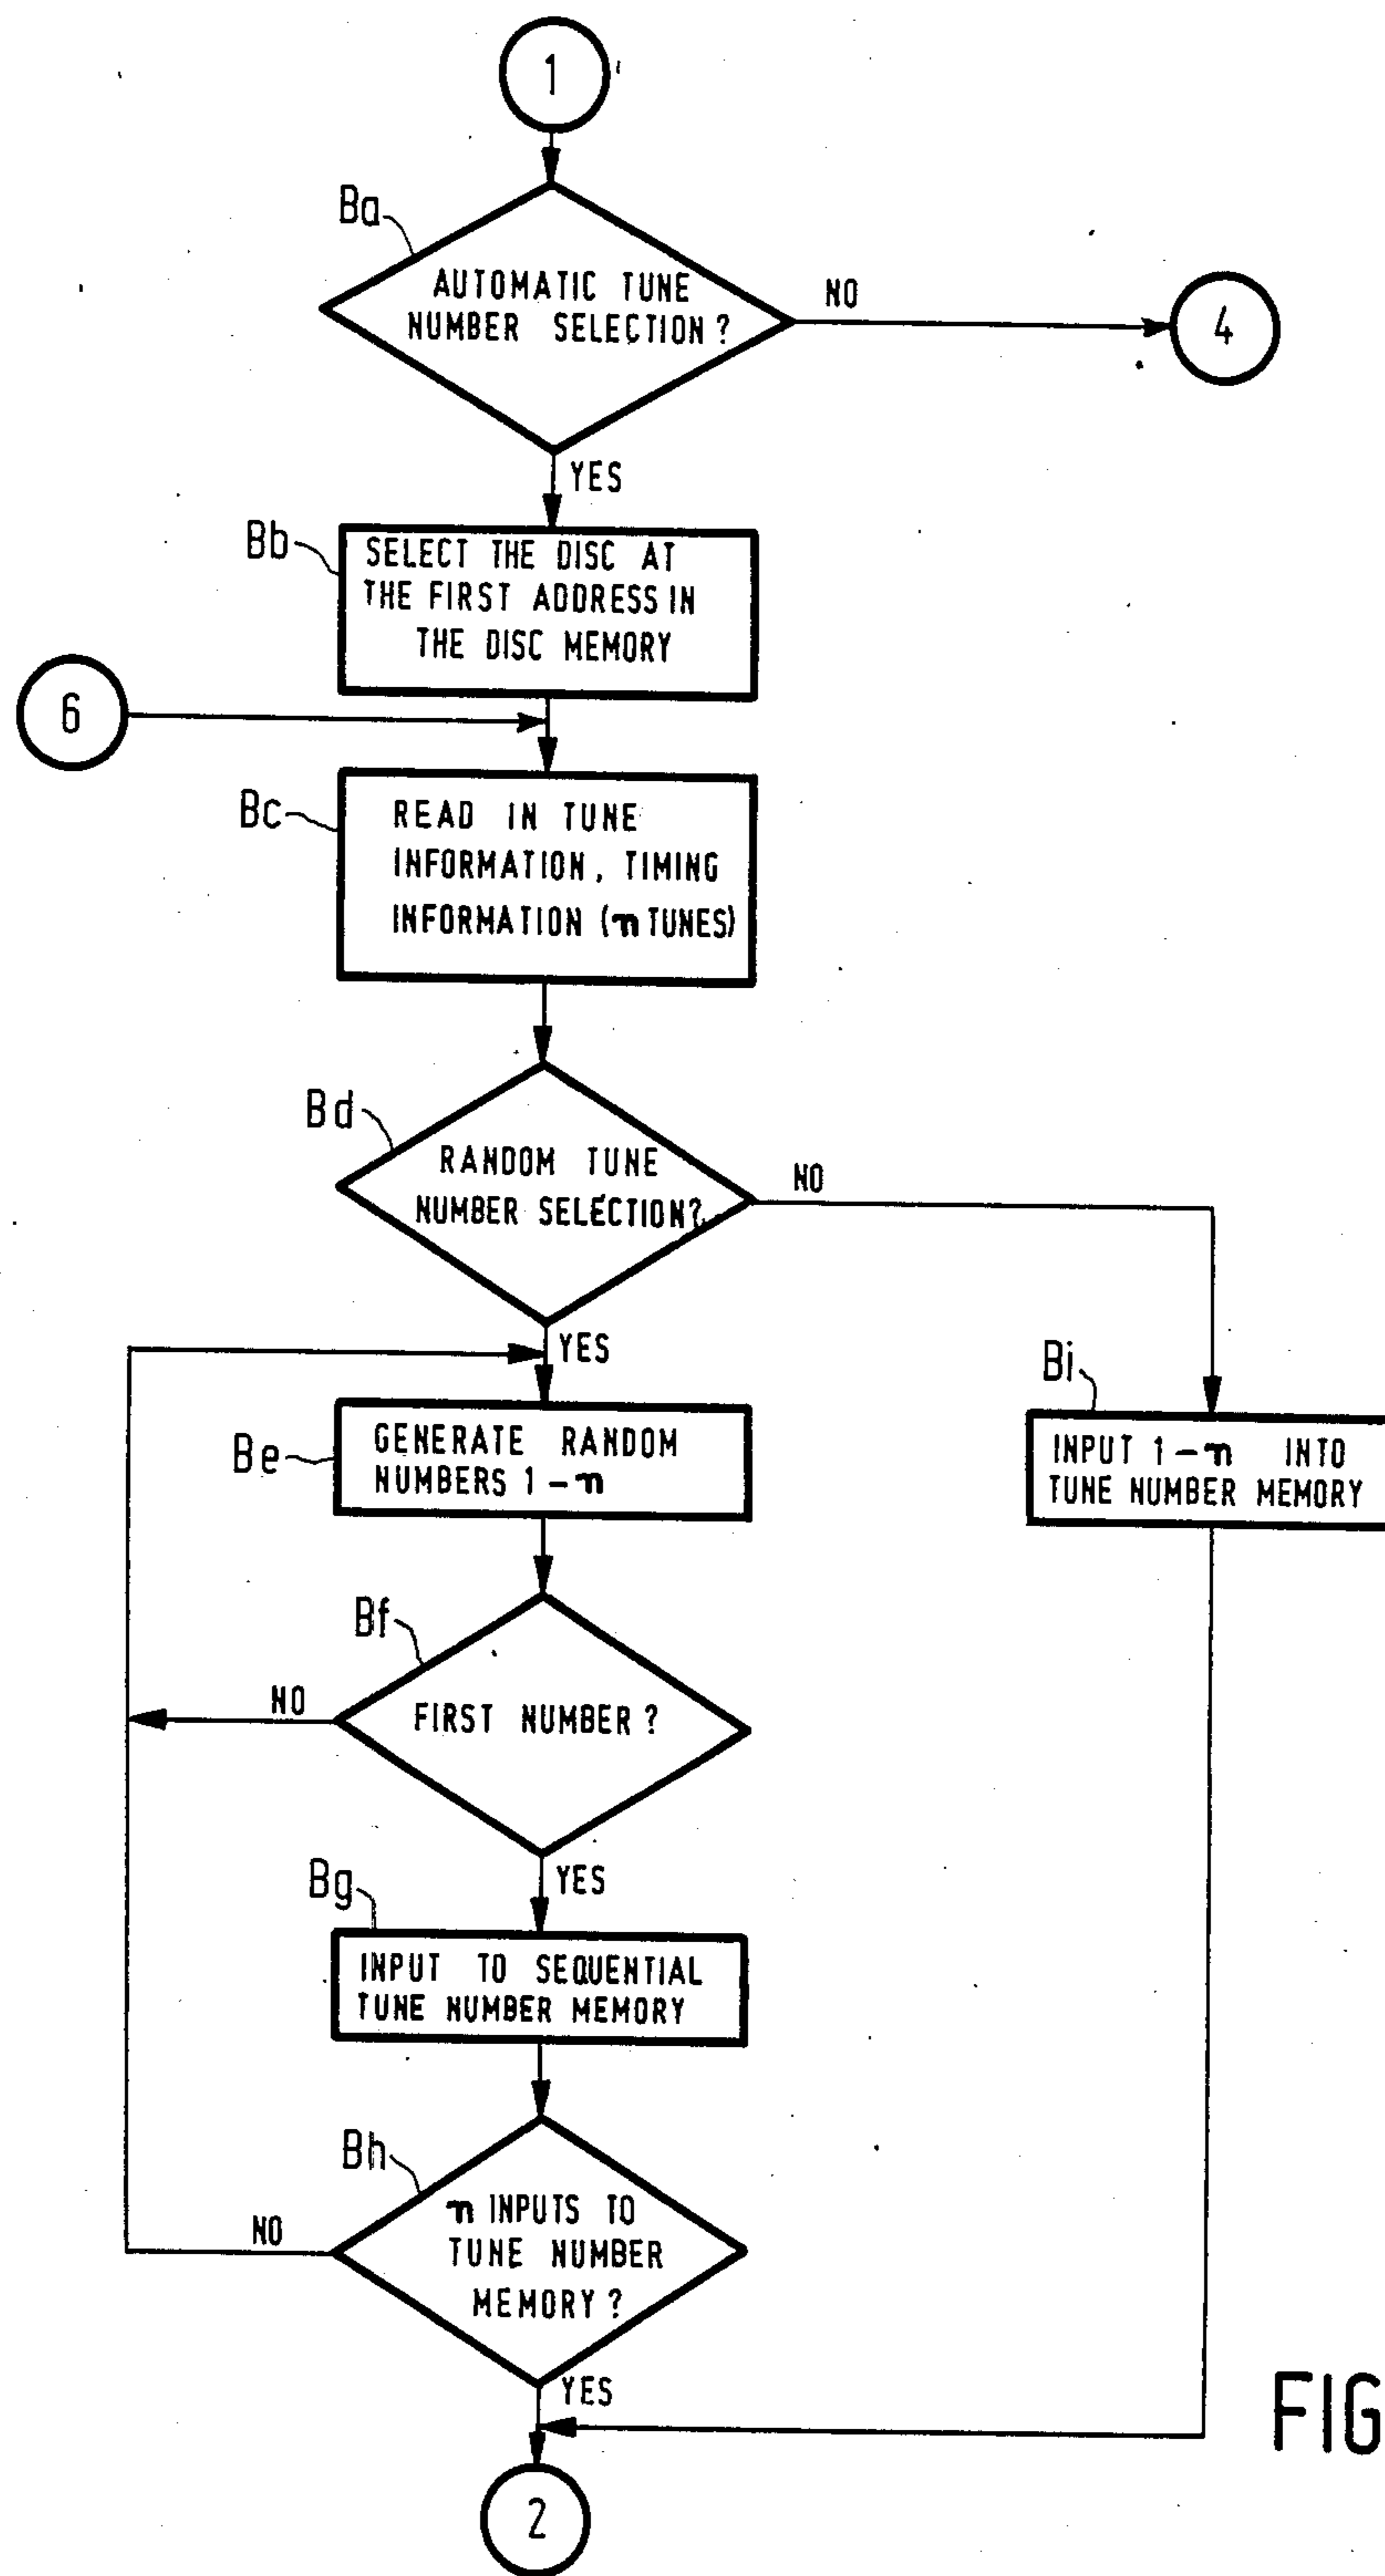 1
Ba
AUTOMATIC TUNE
NUMBER SELECTION?
NO
4
YES
Bb
SELECT THE DISC AT
THE FIRST ADDRESS IN
THE DISC MEMORY
6
Bc
READ IN TUNE
INFORMATION, TIMING
INFORMATION (n TUNES)
Bd
RANDOM TUNE
NUMBER SELECTION?
NO
YES
Be
GENERATE RANDOM
NUMBERS 1-n
Bi
INPUT 1-n INTO
TUNE NUMBER MEMORY
Bf
FIRST NUMBER?
NO
YES
Bg
INPUT TO SEQUENTIAL
TUNE NUMBER MEMORY
Bh
n INPUTS TO
TUNE NUMBER
MEMORY?
NO
YES
2
FIG